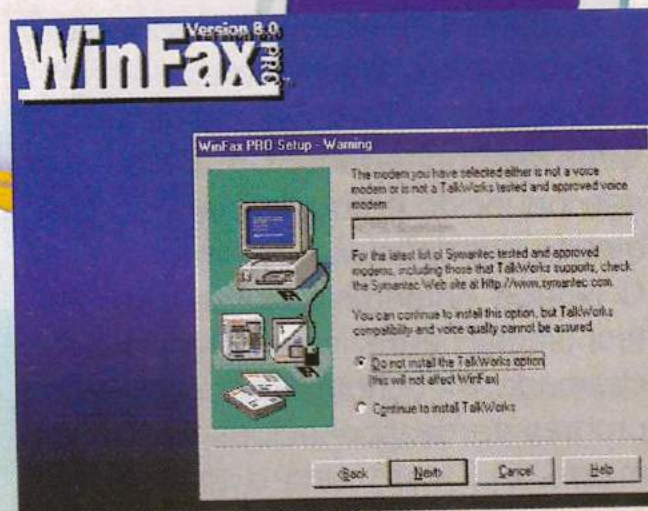 Version 8.0
WinFax PRO
WinFax PRO Setup - Warning
The modem you have selected either is not a voice
modem or is not a TalkWorks tested and approved voice
modem:
For the latest list of Symantec tested and approved
modems, including those that TalkWorks supports, check
the Symantec Web site at http://www.symantec.com.
You can continue to install this option, but TalkWorks
compatibility and voice quality cannot be assured.
Do not install the TalkWorks option
(this will not affect WinFax)
Continue to install TalkWorks
<Back
Next>
Cancel
Help